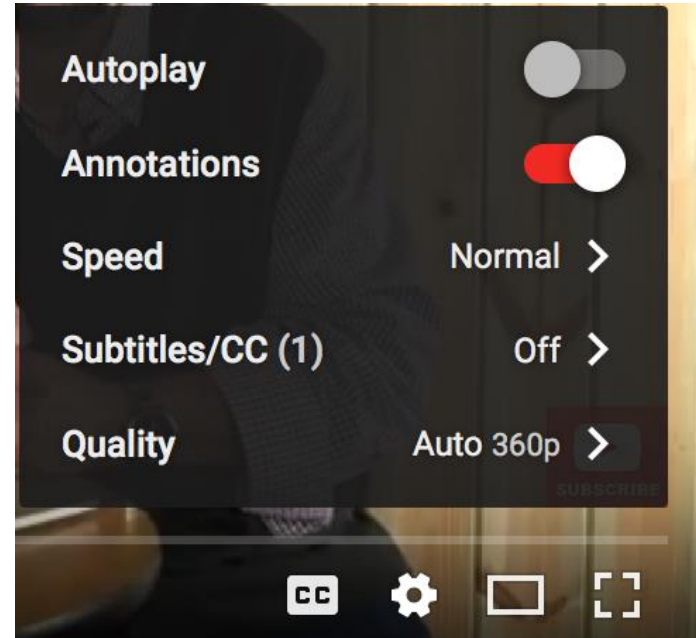 Autoplay
Annotations
Speed Normal
Subtitles/CC (1) Off
Quality Auto 360p
SUBSCRIBE
CC